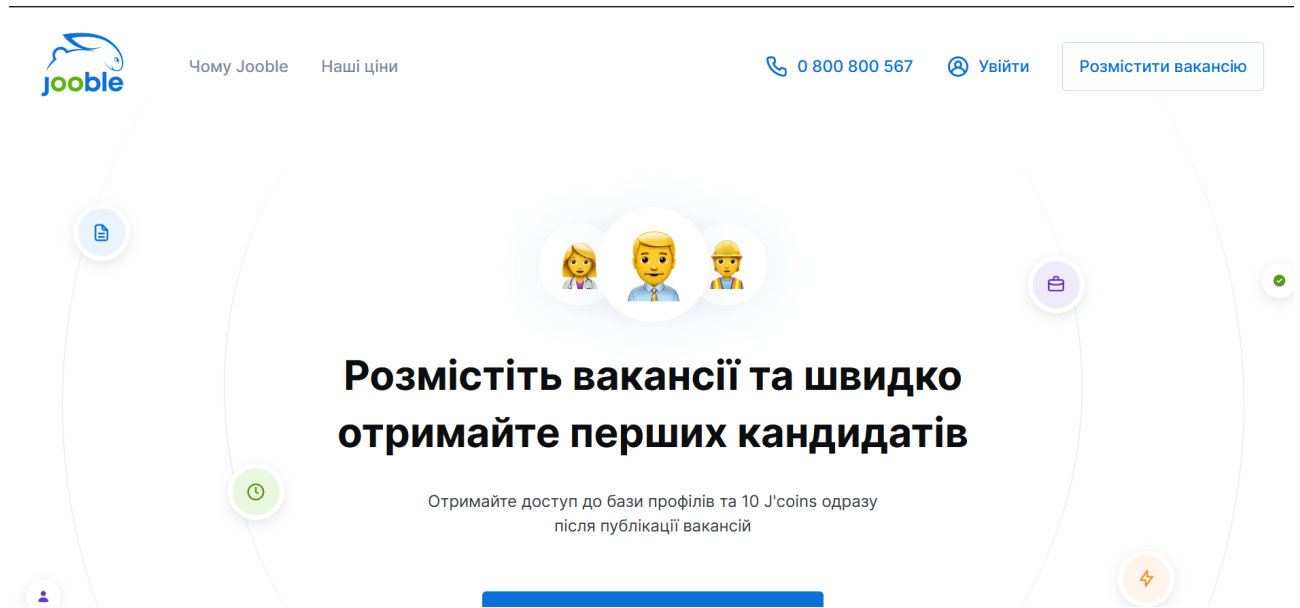 jooble
Чому Jooble
Наші ціни
0 800 800 567
Увійти
Розмістити вакансію
Розмістіть вакансії та швидко
отримайте перших кандидатів
Отримайте доступ до бази профілів та 10 J'coins одразу
після публікації вакансій